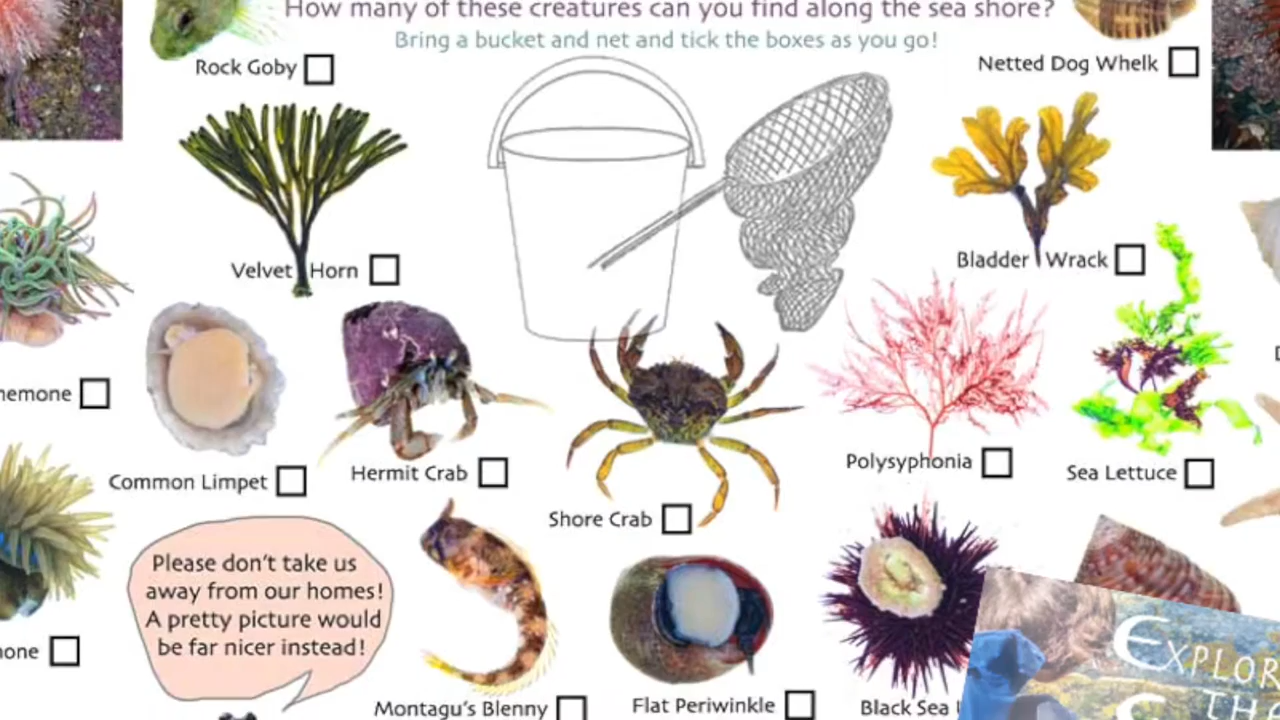 How many of these creatures can you find along the sea shore?
Bring a bucket and net and tick the boxes as you go!
Rock Goby
Netted Dog Whelk
Velvet Horn
Bladder Wrack
Common Limpet
Hermit Crab
Shore Crab
Polysyphonia
Sea Lettuce
Please don't take us
away from our homes!
A pretty picture would
be far nicer instead!
Montagu's Blenny
Flat Periwinkle
Black Sea